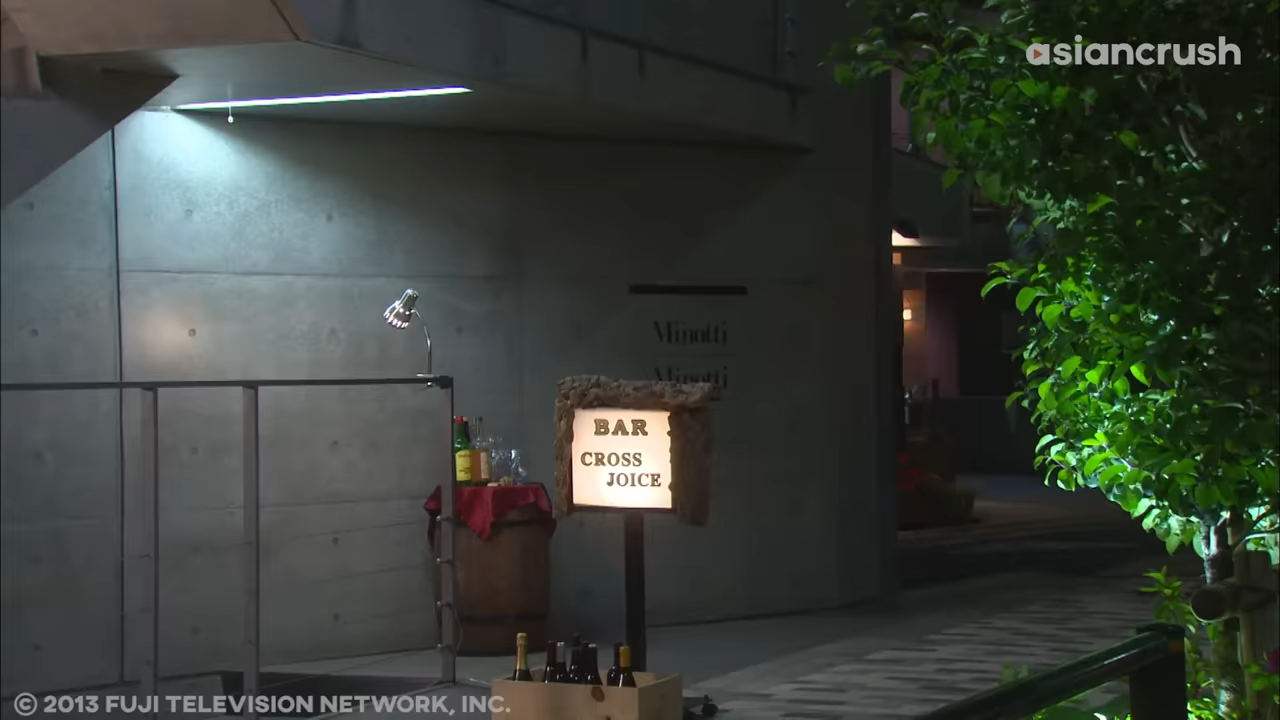 asiancrush
Minotti
Minotti
BAR
CROSS
JOICE
© 2013 FUJI TELEVISION NETWORK, INC.